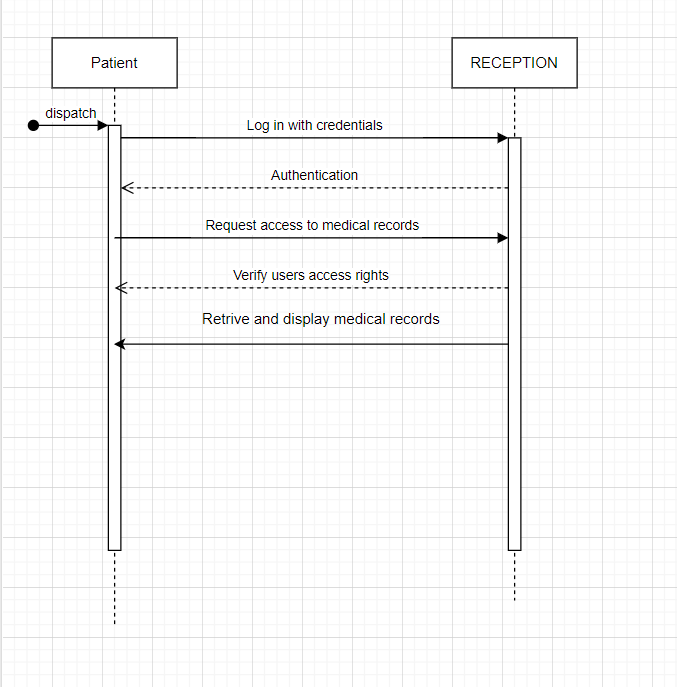 Patient
RECEPTION
dispatch
Log in with credentials
Authentication
Request access to medical records
Verify users access rights
Retrive and display medical records